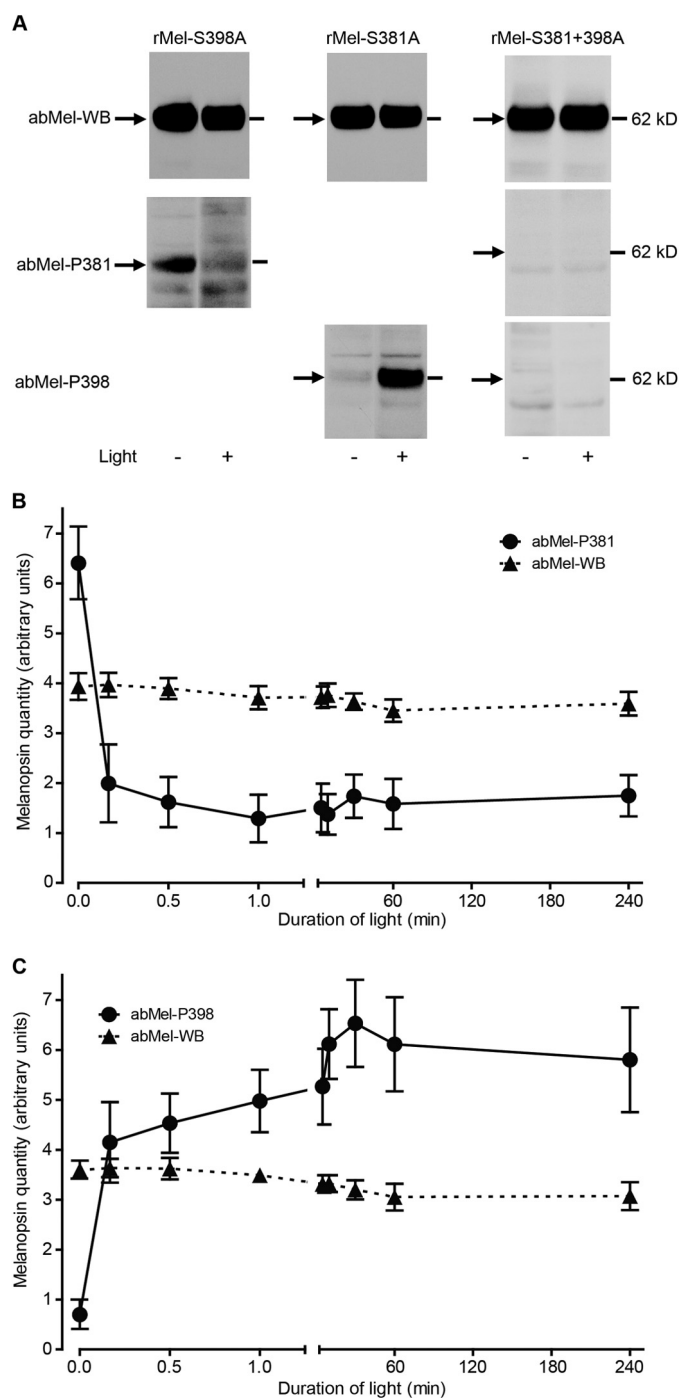 A
rMel-S398A rMel-S381A rMel-S381+398A
abMel-WB 62 kD
abMel-P381 62 kD
abMel-P398 62 kD
Light - + - + - +
B
Melanopsin quantity (arbitrary units)
7
6
5
4
3
2
1
0
abMel-P381
abMel-WB
0.0 0.5 1.0 60 120 180 240
Duration of light (min)
C
Melanopsin quantity (arbitrary units)
7
6
5
4
3
2
1
0
abMel-P398
abMel-WB
0.0 0.5 1.0 60 120 180 240
Duration of light (min)